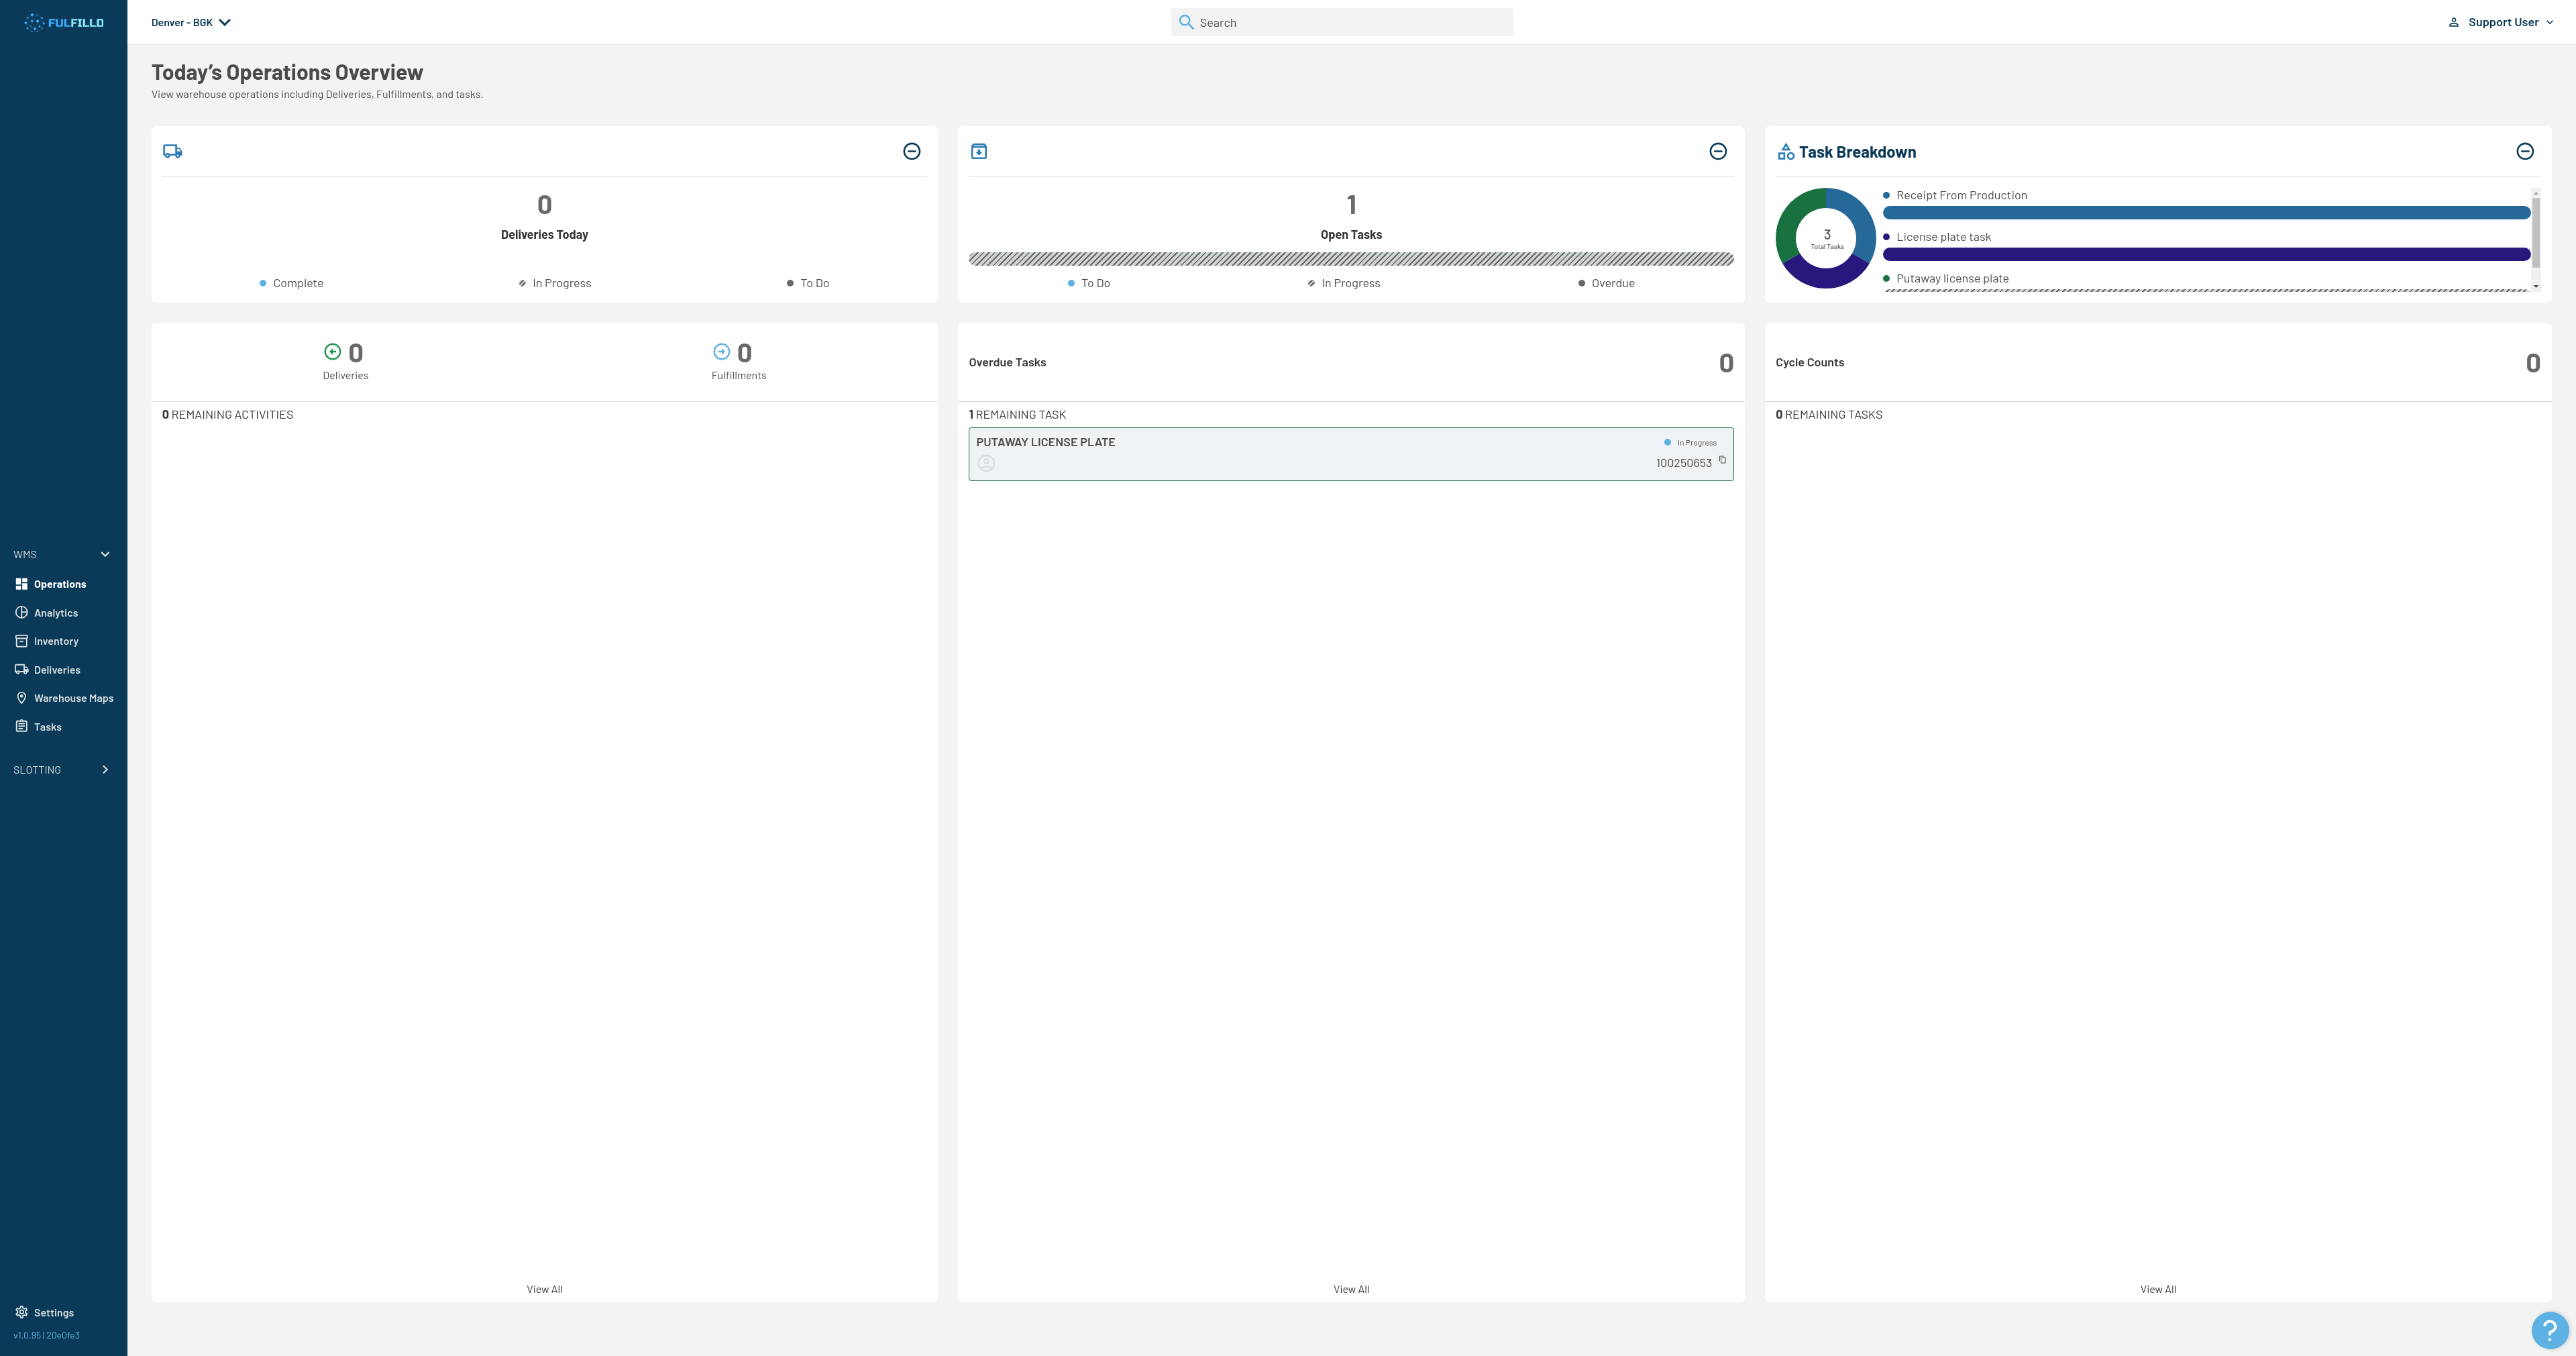 FULFILLD
Denver - BGK
Search
Support User
Today's Operations Overview
View warehouse operations including Deliveries, Fulfillments, and tasks.
0
Deliveries Today
Complete
In Progress
To Do
1
Open Tasks
To Do
In Progress
Overdue
Task Breakdown
3
Total Tasks
Receipt From Production
License plate task
Putaway license plate
0
Deliveries
0
Fulfillments
0 REMAINING ACTIVITIES
View All
Overdue Tasks
0
1 REMAINING TASK
PUTAWAY LICENSE PLATE
In Progress
100250653
View All
Cycle Counts
0
0 REMAINING TASKS
View All
WMS
Operations
Analytics
Inventory
Deliveries
Warehouse Maps
Tasks
SLOTTING
Settings
v1.0.95 | 20e0fe3
?